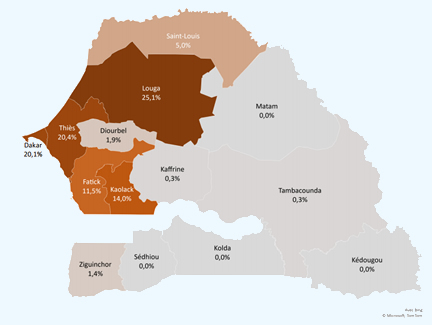 Saint-Louis
5,0%
Louga
25,1%
Matam
0,0%
Thiès
20,4%
Diourbel
1,9%
Dakar
20,1%
Kaffrine
0,3%
Fatick
11,5%
Kaolack
14,0%
Tambacounda
0,3%
Kolda
0,0%
Sédhiou
0,0%
Ziguinchor
1,4%
Kédougou
0,0%
Avec Bing
© Microsoft, TomTom